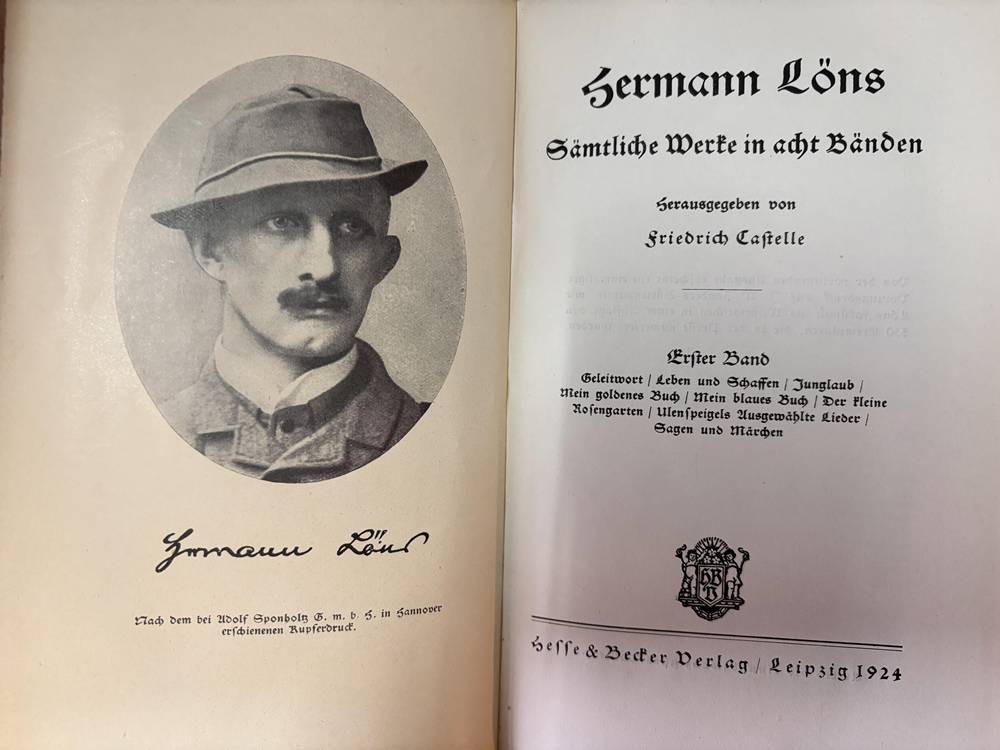 Hermann Löns
Nach dem bei Adolf Sponholtz G. m. b. H. in Hannover
erschienenen Kupferdruck.
Hermann Löns
Sämtliche Werke in acht Bänden
Herausgegeben von
Friedrich Castelle
Erster Band
Geleitwort / Leben und Schaffen / Junglaub /
Mein goldenes Buch / Mein blaues Buch / Der kleine
Rosengarten / Ulenspeigels Ausgewählte Lieder /
Sagen und Märchen
HB
V
Hesse & Becker Verlag / Leipzig 1924